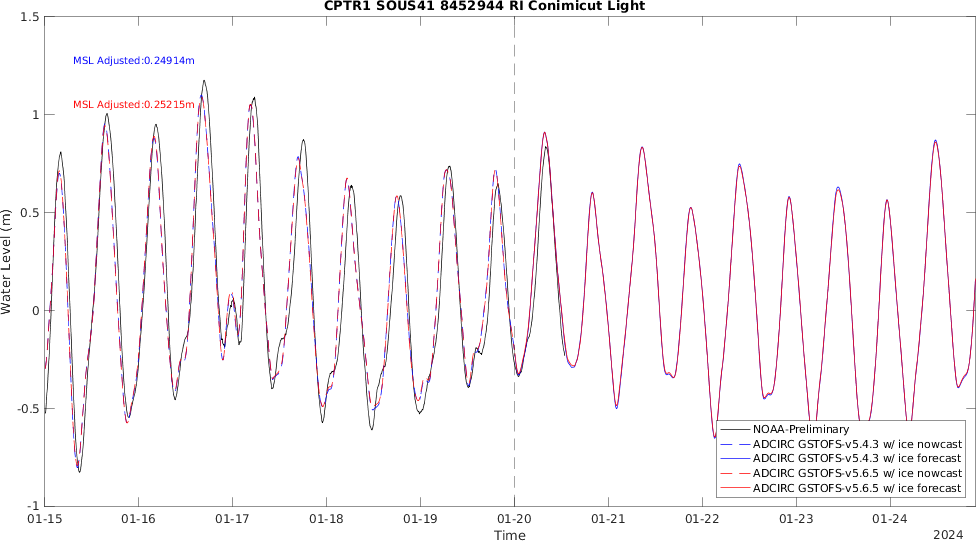 CPTR1 SOUS41 8452944 RI Conimicut Light
1.5
MSL Adjusted:0.24914m
MSL Adjusted:0.25215m
1
0.5
Water Level (m)
0
-0.5
-1
NOAA-Preliminary
ADCIRC GSTOFS-v5.4.3 w/ ice nowcast
ADCIRC GSTOFS-v5.4.3 w/ ice forecast
ADCIRC GSTOFS-v5.6.5 w/ ice nowcast
ADCIRC GSTOFS-v5.6.5 w/ ice forecast
01-15 01-16 01-17 01-18 01-19 01-20 01-21 01-22 01-23 01-24
Time
2024